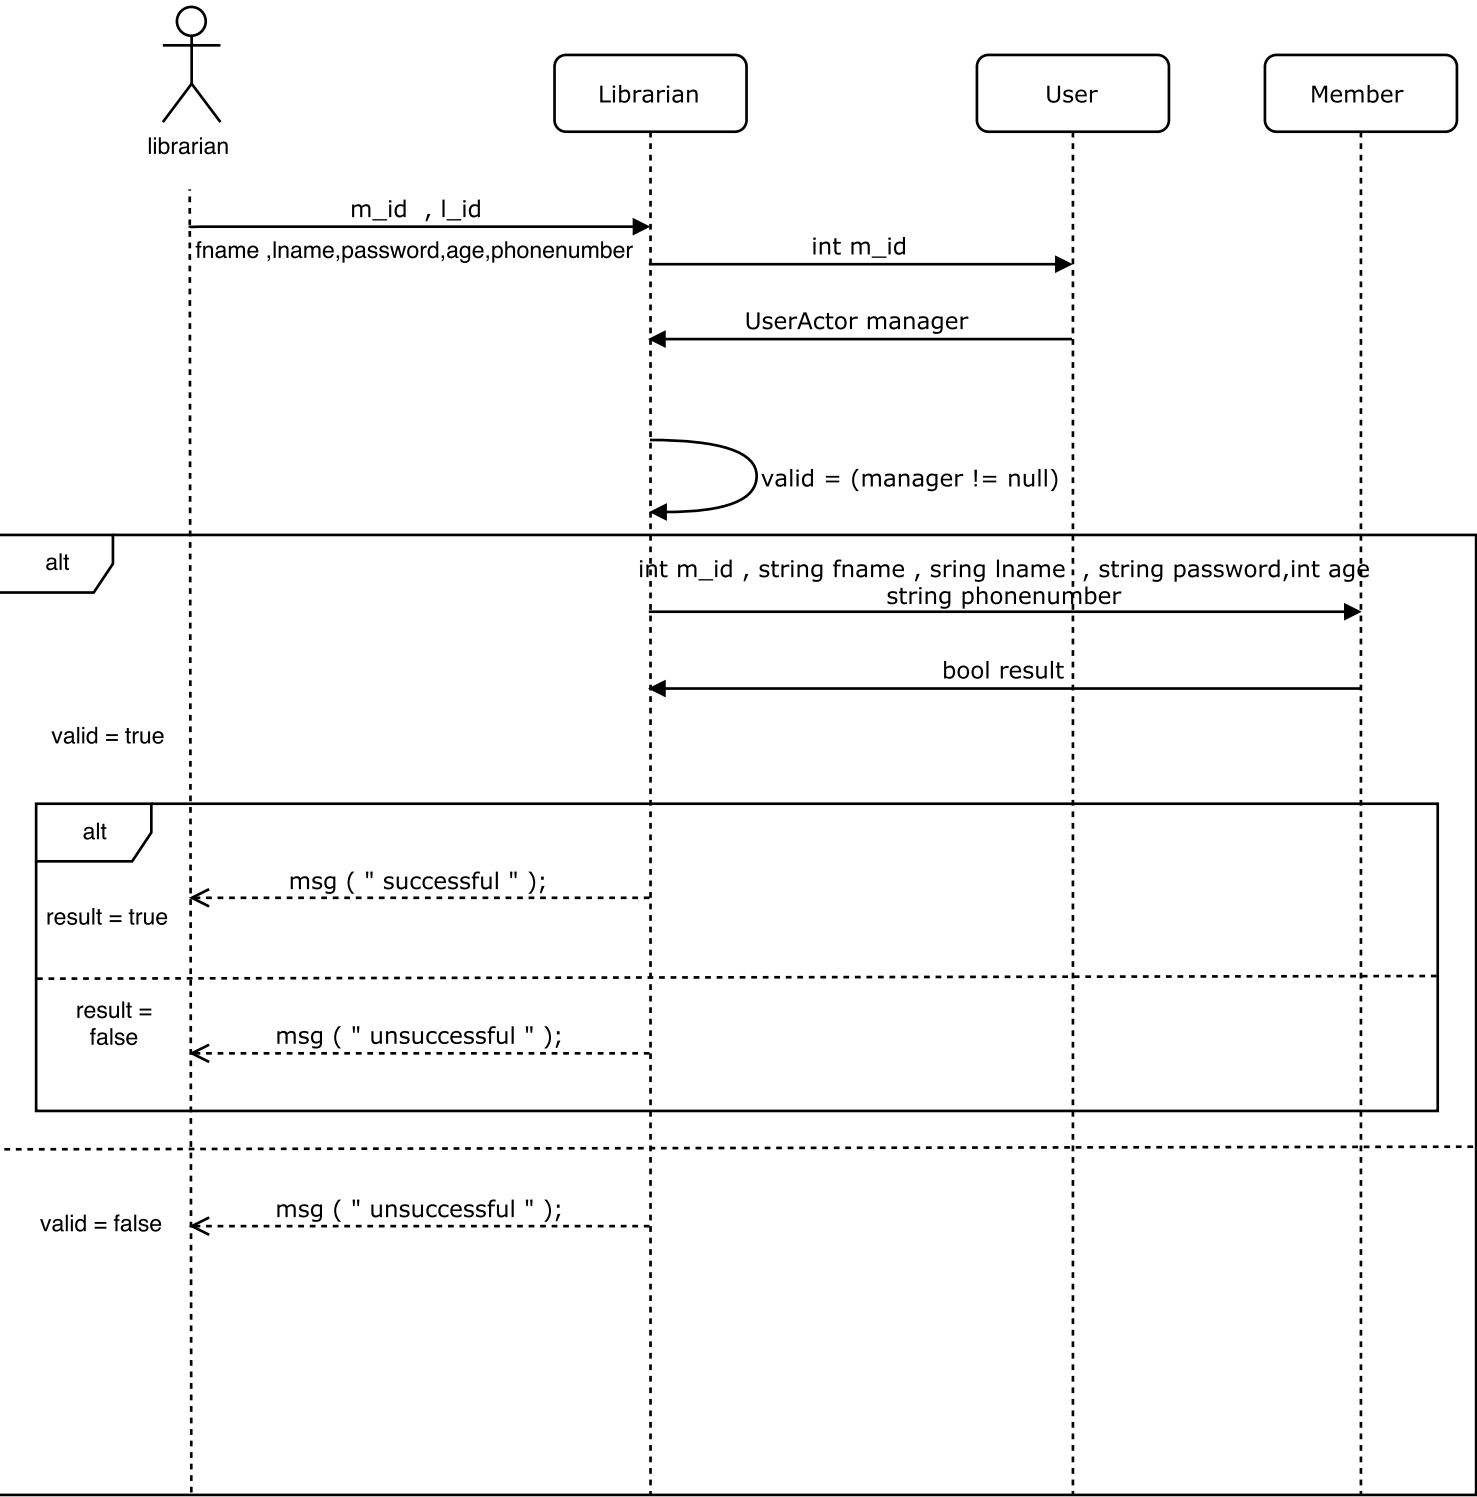 librarian
Librarian
User
Member
m_id , l_id
fname ,lname,password,age,phonenumber
int m_id
UserActor manager
valid = (manager != null)
alt
int m_id , string fname , sring lname , string password,int age
string phonenumber
bool result
valid = true
alt
msg ( " successful " );
result = true
result =
false
msg ( " unsuccessful " );
msg ( " unsuccessful " );
valid = false